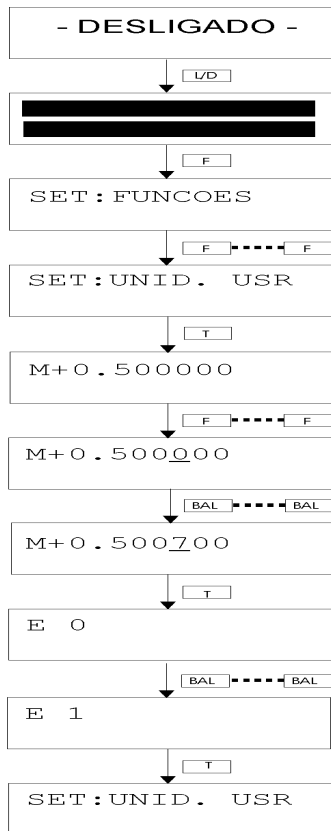 - DESLIGADO -
L/D
F
SET:FUNCOES
F F
SET:UNID. USR
T
M+0.500000
F F
M+0.500000
BAL BAL
M+0.500700
T
E 0
BAL BAL
E 1
T
SET:UNID. USR